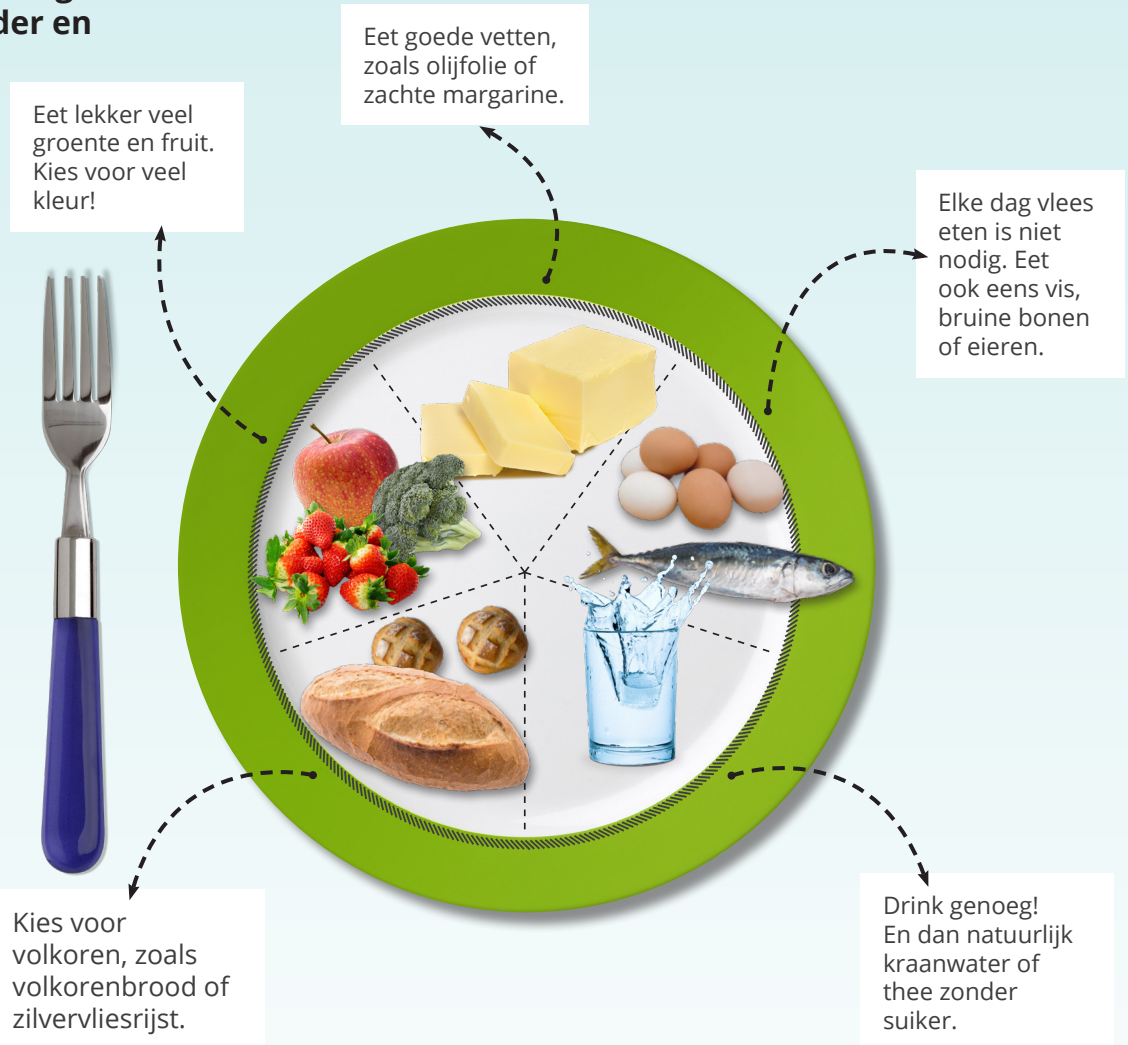 der en
Eet goede vetten,
zoals olijfolie of
zachte margarine.
Eet lekker veel
groente en fruit.
Kies voor veel
kleur!
Elke dag vlees
eten is niet
nodig. Eet
ook eens vis,
bruine bonen
of eieren.
Kies voor
volkoren, zoals
volkorenbrood of
zilvervliesrijst.
Drink genoeg!
En dan natuurlijk
kraanwater of
thee zonder
suiker.